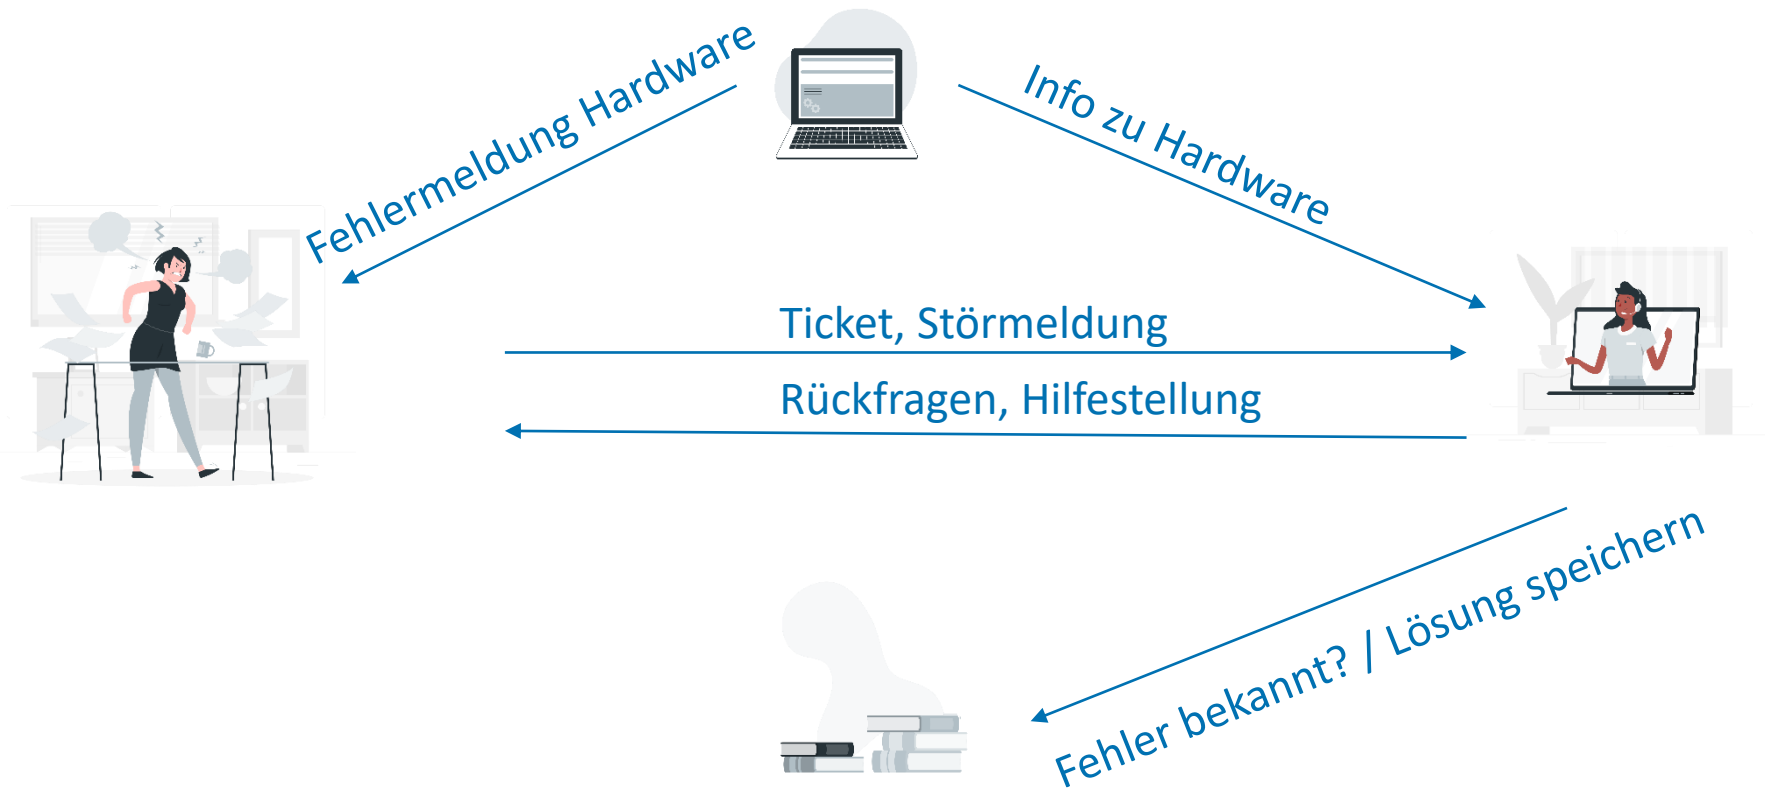 Fehlermeldung Hardware
Info zu Hardware
Ticket, Störmeldung
Rückfragen, Hilfestellung
Fehler bekannt? / Lösung speichern